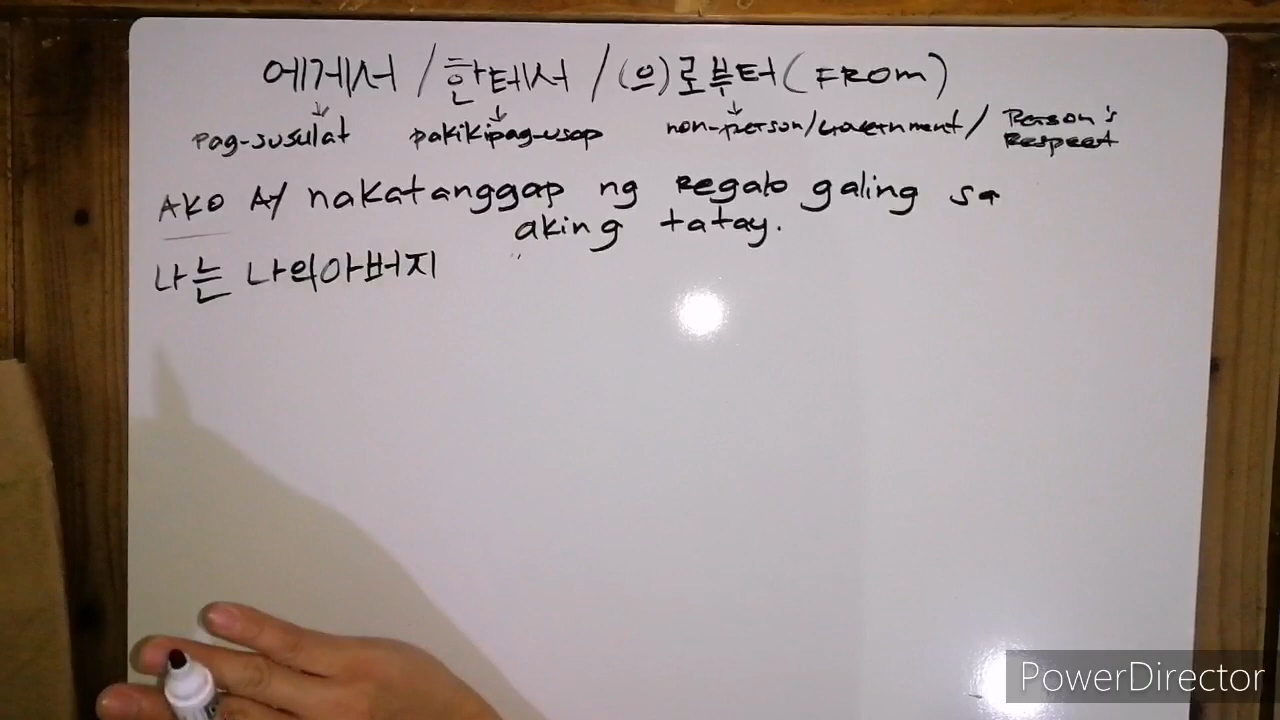 에게서 / 한테서 / (으)로부터 (FROM)
pag-susulat pakikipag-usap non-person/Government/ Person's Respect
AKO AY nakatanggap ng Regalo galing sa
aking tatay.
나는 나의아버지
PowerDirector